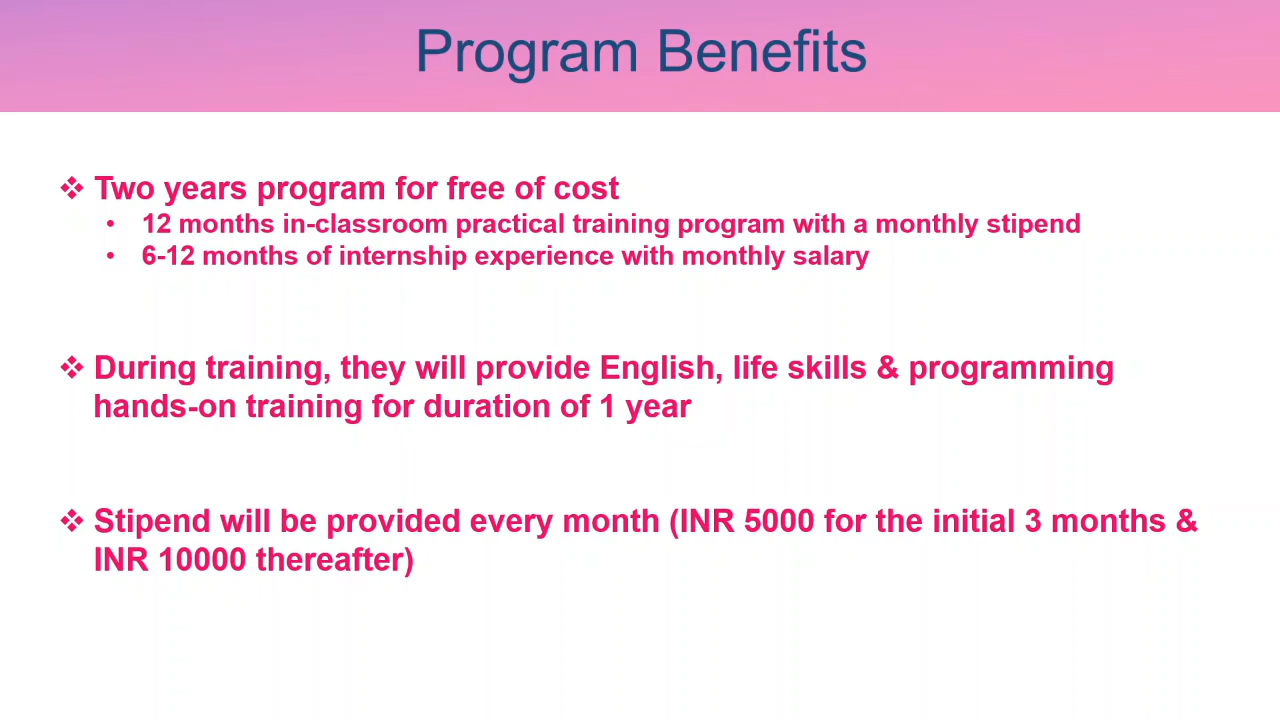 Program Benefits
❖ Two years program for free of cost
• 12 months in-classroom practical training program with a monthly stipend
• 6-12 months of internship experience with monthly salary
❖ During training, they will provide English, life skills & programming
hands-on training for duration of 1 year
❖ Stipend will be provided every month (INR 5000 for the initial 3 months &
INR 10000 thereafter)